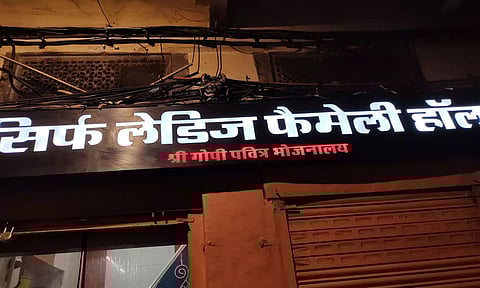 सिर्फ लेडिज फैमेली हॉल
श्री गोपी पवित्र भोजनालय